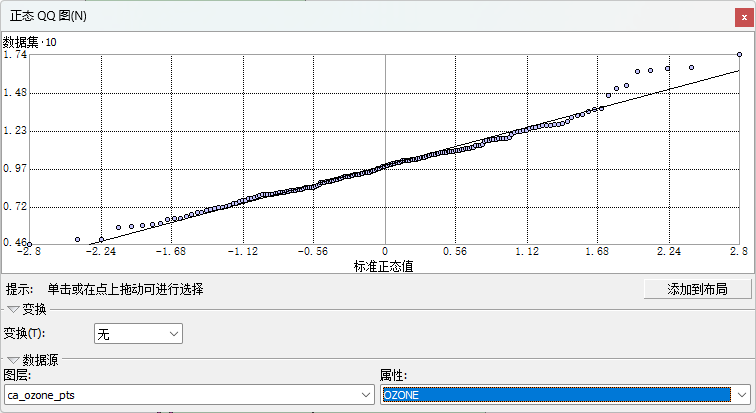 正态 QQ 图(N)
x
数据集·10
1.74
1.48
1.23
0.97
0.72
0.46
-2.8 -2.24 -1.68 -1.12 -0.56 0 0.56 1.12 1.68 2.24 2.8
标准正态值
提示: 单击或在点上拖动可进行选择
添加到布局
变换
变换(T): 无
数据源
图层: 属性:
ca_ozone_pts OZONE